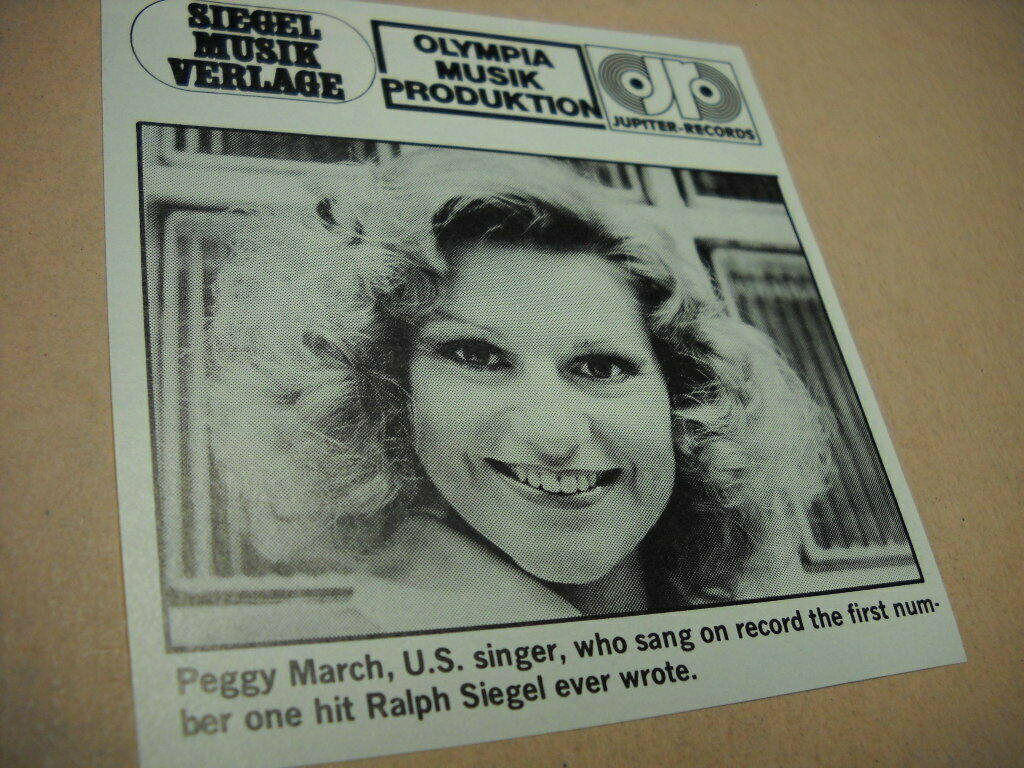 SIEGEL
MUSIK
VERLAGE
OLYMPIA
MUSIK
PRODUKTION
jp
JUPITER-RECORDS
Peggy March, U.S. singer, who sang on record the first num-
ber one hit Ralph Siegel ever wrote.